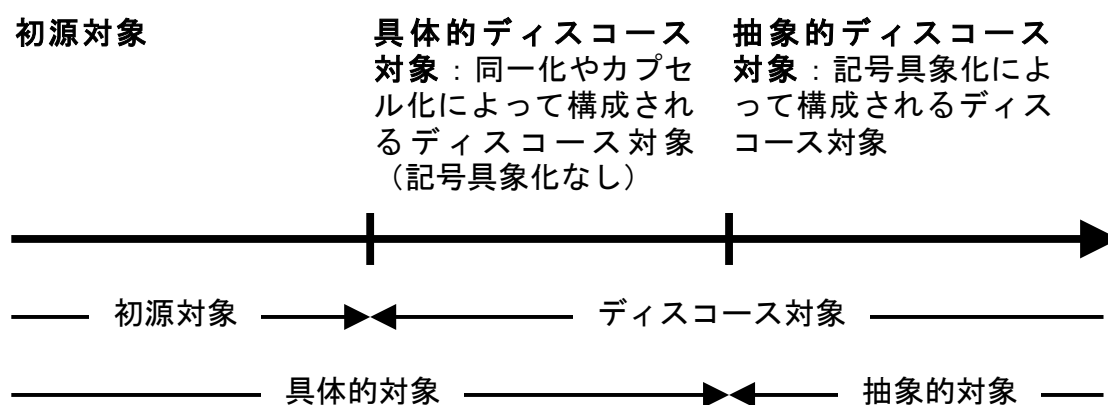 初源対象
具体的ディスコース
対象：同一化やカプセ
ル化によって構成され
るディスコース対象
（記号具象化なし）
抽象的ディスコース
対象：記号具象化によ
って構成されるディス
コース対象
初源対象
ディスコース対象
具体的対象
抽象的対象